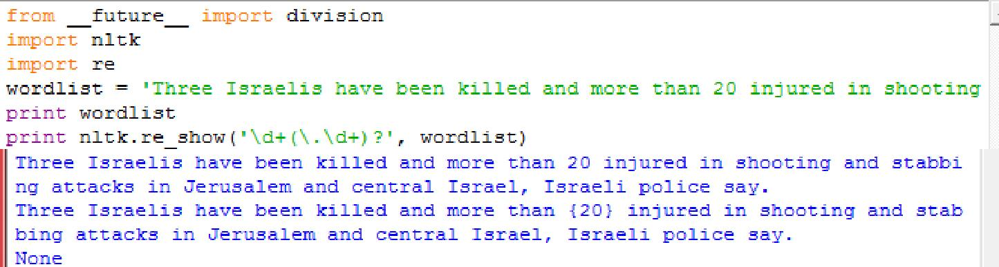 from __future__ import division
import nltk
import re
wordlist = 'Three Israelis have been killed and more than 20 injured in shooting
print wordlist
print nltk.re_show('\d+(\.\d+)?', wordlist)
Three Israelis have been killed and more than 20 injured in shooting and stabbi
ng attacks in Jerusalem and central Israel, Israeli police say.
Three Israelis have been killed and more than {20} injured in shooting and stab
bing attacks in Jerusalem and central Israel, Israeli police say.
None